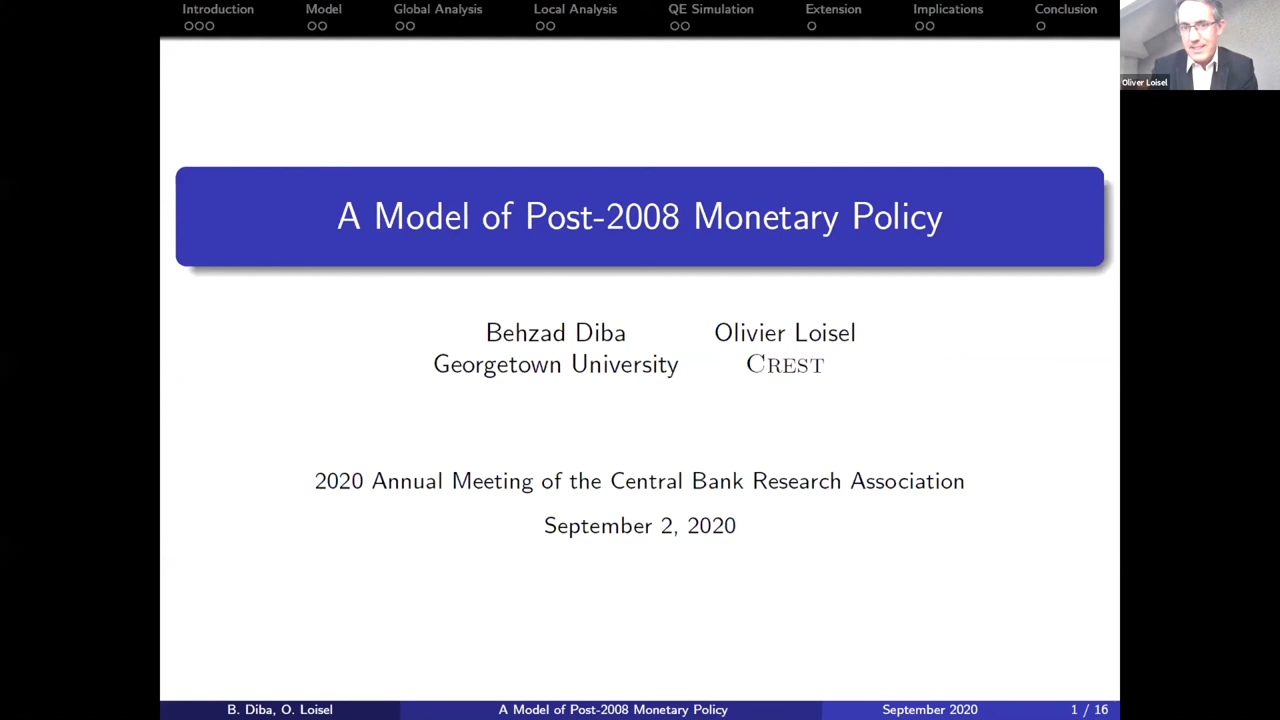 Introduction Model Global Analysis Local Analysis QE Simulation Extension Implications Conclusion
Oliver Loisel
A Model of Post-2008 Monetary Policy
Behzad Diba Olivier Loisel
Georgetown University CREST
2020 Annual Meeting of the Central Bank Research Association
September 2, 2020
B. Diba, O. Loisel A Model of Post-2008 Monetary Policy September 2020 1 / 16